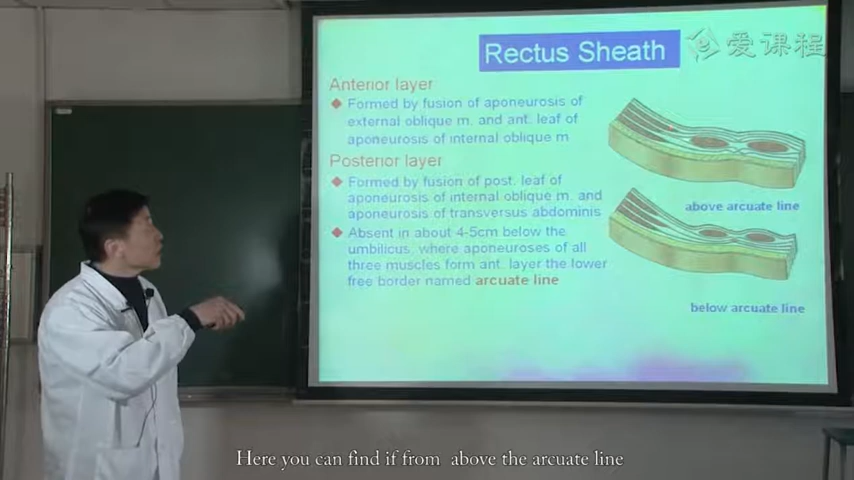 Rectus Sheath
爱课程
Anterior layer
Formed by fusion of aponeurosis of
external oblique m. and ant. leaf of
aponeurosis of internal oblique m
Posterior layer
Formed by fusion of post. leaf of
aponeurosis of internal oblique m. and
aponeurosis of transversus abdominis
Absent in about 4-5cm below the
umbilicus. where aponeuroses of all
three muscles form ant. layer the lower
free border named arcuate line
above arcuate line
below arcuate line
Here you can find if from above the arcuate line